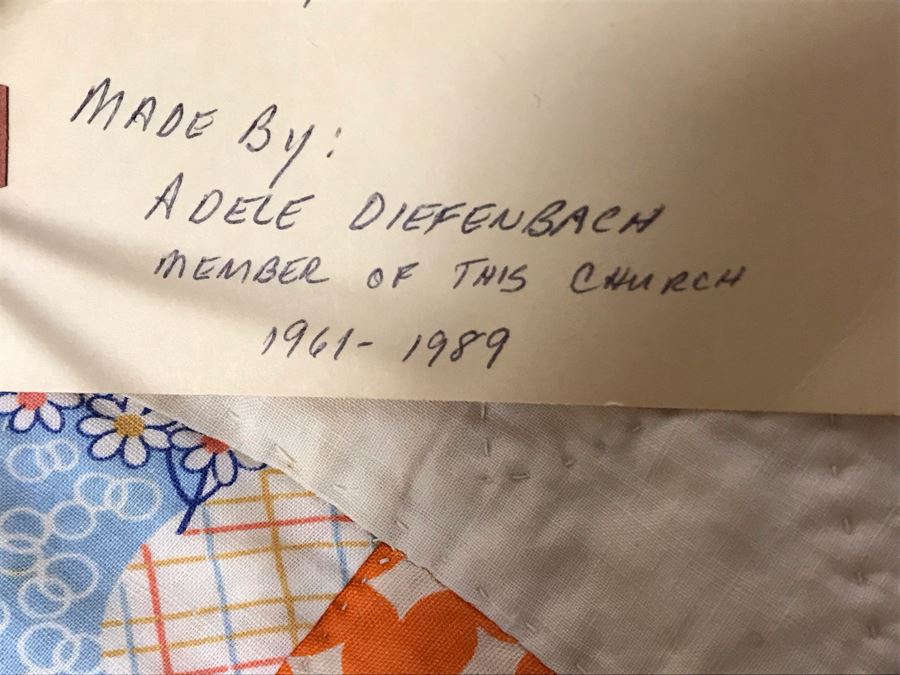 MADE By:
ADELE DIEFENBACH
MEMBER OF THIS CHURCH
1961- 1989